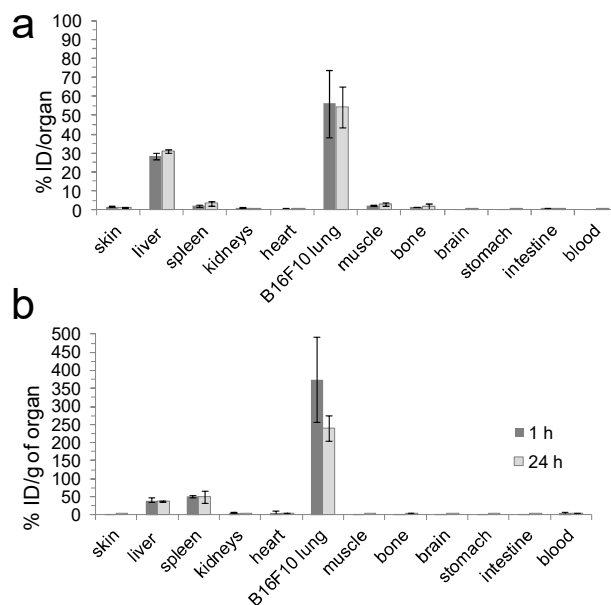 a
% ID/organ
100
90
80
70
60
50
40
30
20
10
0
skin
liver
spleen
kidneys
heart
B16F10 lung
muscle
bone
brain
stomach
intestine
blood
b
% ID/g of organ
500
450
400
350
300
250
200
150
100
50
0
1 h
24 h
skin
liver
spleen
kidneys
heart
B16F10 lung
muscle
bone
brain
stomach
intestine
blood